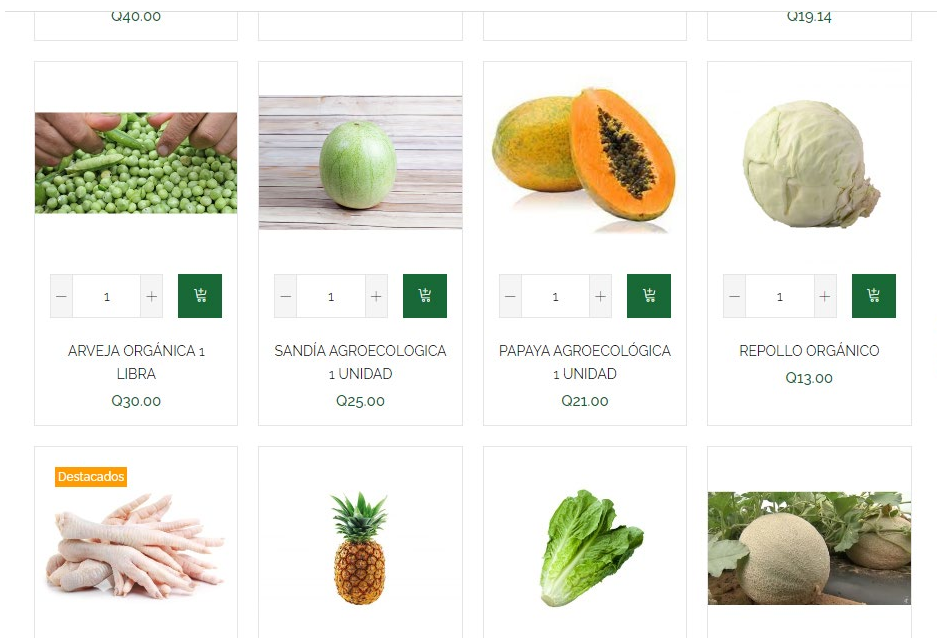 Q40.00
Q19.14
— 1 +
— 1 +
— 1 +
— 1 +
ARVEJA ORGÁNICA 1
LIBRA
Q30.00
SANDÍA AGROECOLOGICA
1 UNIDAD
Q25.00
PAPAYA AGROECOLÓGICA
1 UNIDAD
Q21.00
REPOLLO ORGÁNICO
Q13.00
Destacados